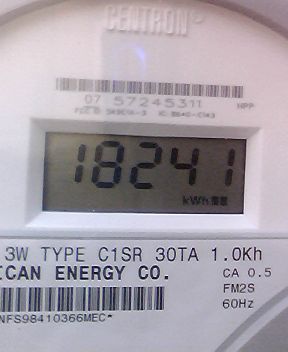 CENTRON
07 57245311 NPP
18241
kWh
3W TYPE C1SR 30TA 1.0Kh
ICAN ENERGY CO. CA 0.5
FM2S
60Hz
NFS98410366MEC*